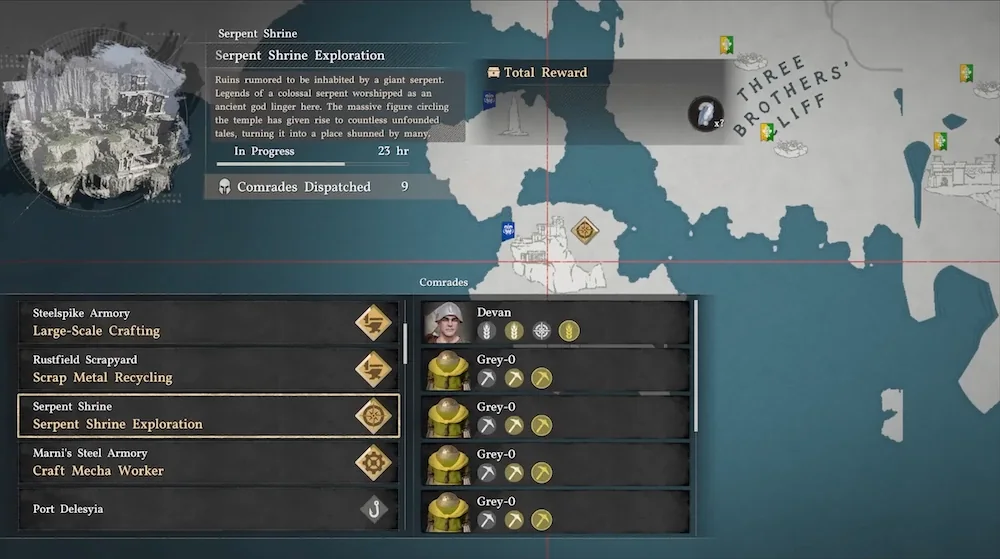 Serpent Shrine
Serpent Shrine Exploration
Ruins rumored to be inhabited by a giant serpent.
Legends of a colossal serpent worshipped as an
ancient god linger here. The massive figure circling
the temple has given rise to countless unfounded
tales, turning it into a place shunned by many.
In Progress 23 hr
Comrades Dispatched 9
Total Reward
x?
THREE
BROTHERS'
CLIFF
Steelspike Armory
Large-Scale Crafting
Rustfield Scrapyard
Scrap Metal Recycling
Serpent Shrine
Serpent Shrine Exploration
Marni's Steel Armory
Craft Mecha Worker
Port Delesyia
Comrades
Devan
Grey-0
Grey-0
Grey-0
Grey-0